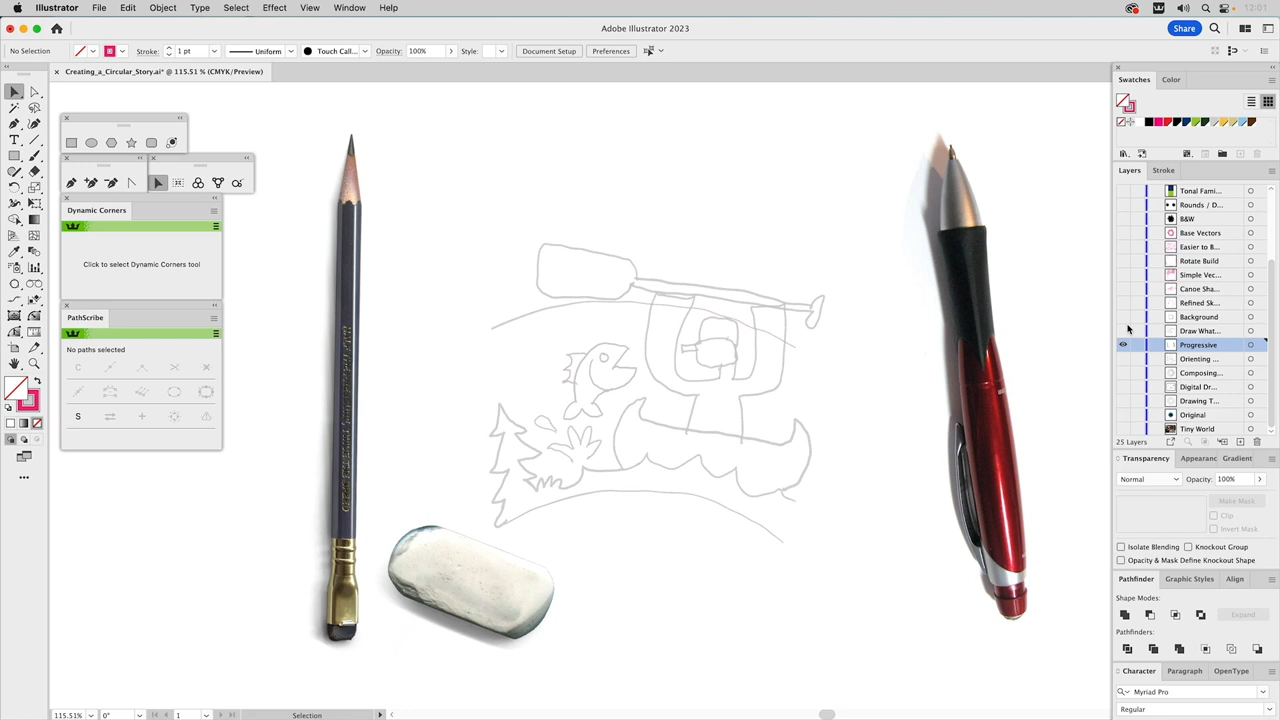 Illustrator File Edit Object Type Select Effect View Window Help 12:01
Adobe Illustrator 2023
Share
No Selection Stroke: 1 pt Uniform Touch Call... Opacity: 100% Style: Document Setup Preferences
Creating_a_Circular_Story.ai* @ 115.51 % (CMYK/Preview)
Dynamic Corners
Click to select Dynamic Corners tool
PathScribe
No paths selected
Swatches Color
Layers Stroke
Tonal Fami...
Rounds / D...
B&W
Base Vectors
Easier to B...
Rotate Build
Simple Vec...
Canoe Sha...
Refined Sk...
Background
Draw What...
Progressive
Orienting ...
Composing...
Digital Dr...
Drawing T...
Original
Tiny World
25 Layers
Transparency Appearanc Gradient
Normal Opacity: 100%
Make Mask
Clip
Invert Mask
Isolate Blending Knockout Group
Opacity & Mask Define Knockout Shape
Pathfinder Graphic Styles Align
Shape Modes:
Expand
Pathfinders:
Character Paragraph OpenType
Myriad Pro
Regular
115.51% 0° 1 Selection